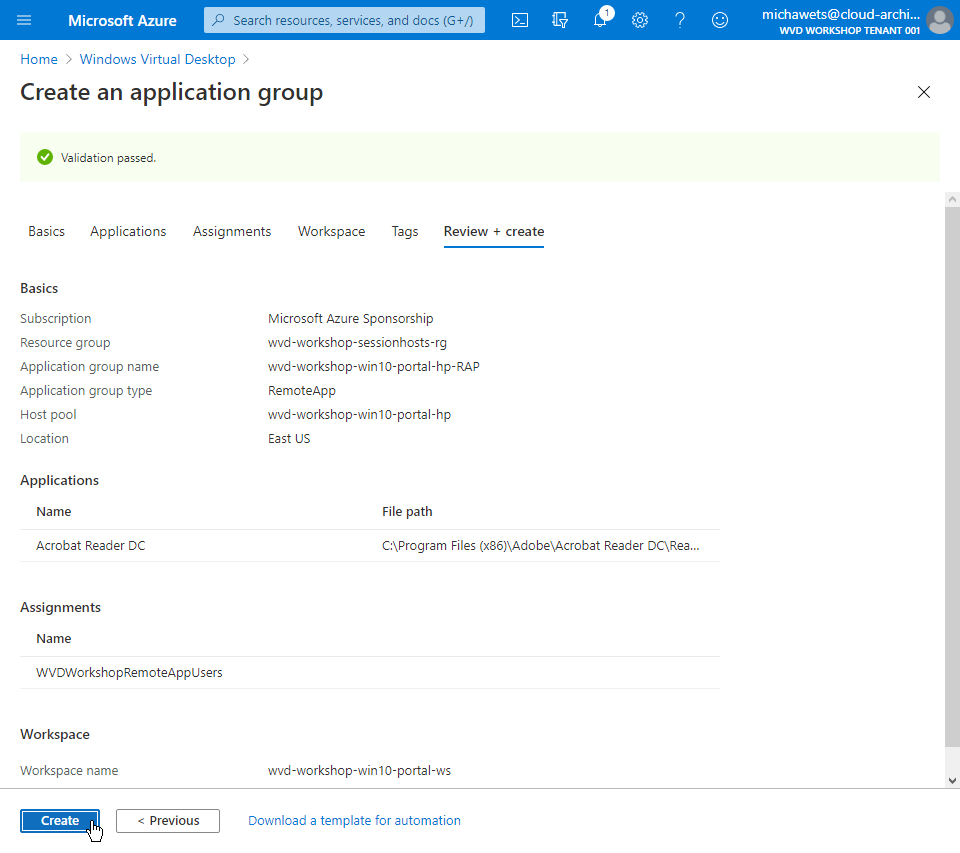 Microsoft Azure
Search resources, services, and docs (G+/)
1
michawets@cloud-archi...
WVD WORKSHOP TENANT 001
Home > Windows Virtual Desktop >
Create an application group
Validation passed.
Basics Applications Assignments Workspace Tags Review + create
Basics
Subscription Microsoft Azure Sponsorship
Resource group wvd-workshop-sessionhosts-rg
Application group name wvd-workshop-win10-portal-hp-RAP
Application group type RemoteApp
Host pool wvd-workshop-win10-portal-hp
Location East US
Applications
Name File path
Acrobat Reader DC C:\Program Files (x86)\Adobe\Acrobat Reader DC\Rea...
Assignments
Name
WVDWorkshopRemoteAppUsers
Workspace
Workspace name wvd-workshop-win10-portal-ws
Create < Previous Download a template for automation